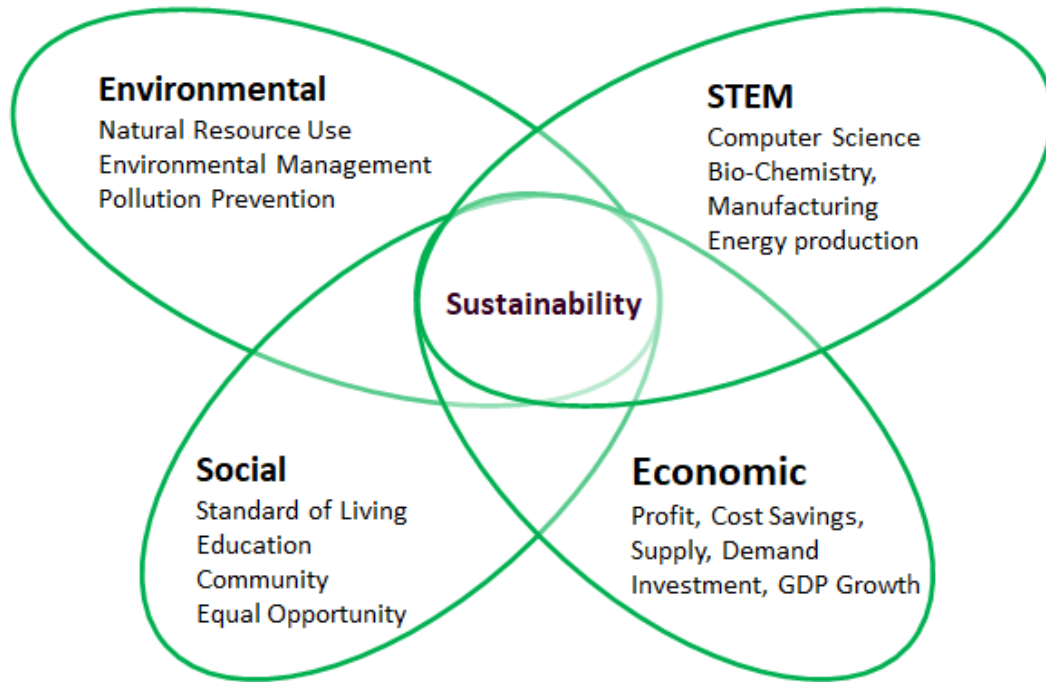 Environmental
Natural Resource Use
Environmental Management
Pollution Prevention
STEM
Computer Science
Bio-Chemistry,
Manufacturing
Energy production
Sustainability
Social
Standard of Living
Education
Community
Equal Opportunity
Economic
Profit, Cost Savings,
Supply, Demand
Investment, GDP Growth